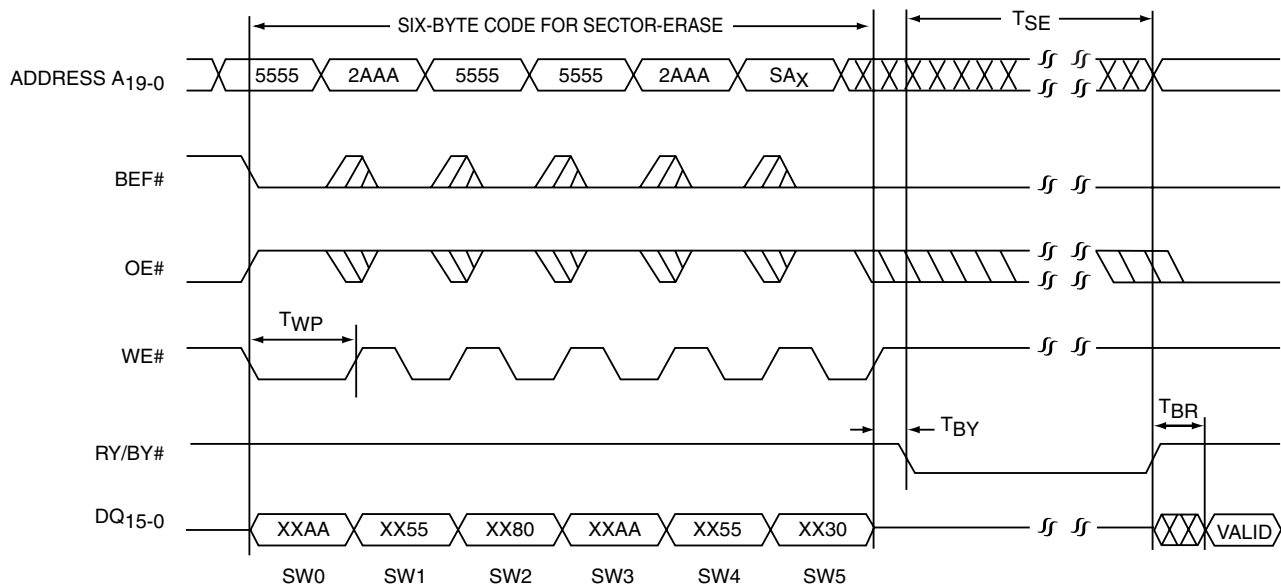 SIX-BYTE CODE FOR SECTOR-ERASE
TSE
ADDRESS A19-0
5555
2AAA
5555
5555
2AAA
SAX
BEF#
OE#
TWP
WE#
TBY
TBR
RY/BY#
DQ15-0
XXAA
XX55
XX80
XXAA
XX55
XX30
VALID
SW0
SW1
SW2
SW3
SW4
SW5